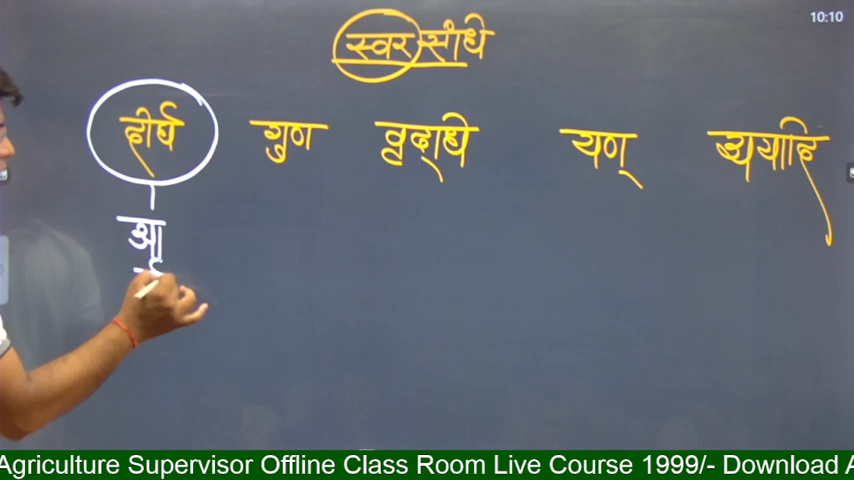 10:10
स्वर संधि
दीर्घ गुण वृद्धि यण् अयादि
आ
Agriculture Supervisor Offline Class Room Live Course 1999/- Download A